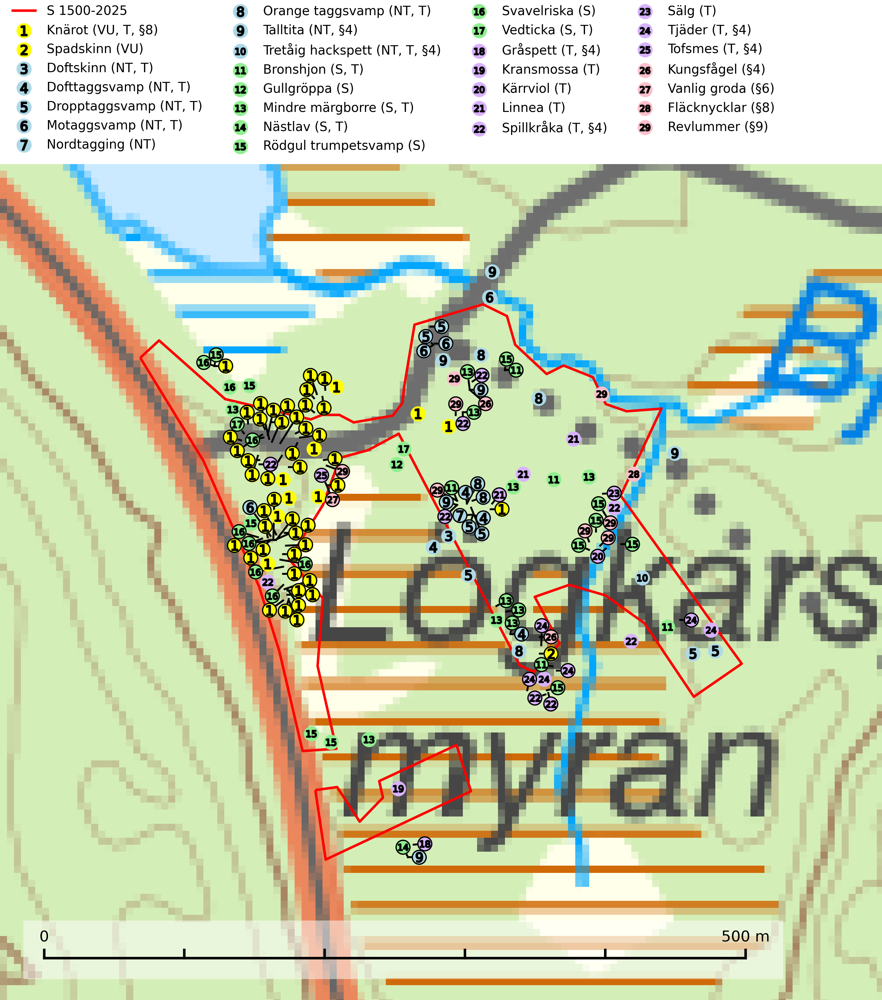 S 1500-2025
1 Knärot (VU, T, §8)
2 Spadskinn (VU)
3 Doftskinn (NT, T)
4 Dofttaggsvamp (NT, T)
5 Dropptaggsvamp (NT, T)
6 Motaggsvamp (NT, T)
7 Nordtagging (NT)
8 Orange taggsvamp (NT, T)
9 Talltita (NT, §4)
10 Tretåig hackspett (NT, T, §4)
11 Bronshjon (S, T)
12 Gullgröppa (S)
13 Mindre märgborre (S, T)
14 Nästlav (S, T)
15 Rödgul trumpetsvamp (S)
16 Svavelriska (S)
17 Vedticka (S, T)
18 Gråspett (T, §4)
19 Kransmossa (T)
20 Kärrviol (T)
21 Linnea (T)
22 Spillkråka (T, §4)
23 Sälg (T)
24 Tjäder (T, §4)
25 Tofsmes (T, §4)
26 Kungsfågel (§4)
27 Vanlig groda (§6)
28 Fläcknycklar (§8)
29 Revlummer (§9)
myran
0 500 m